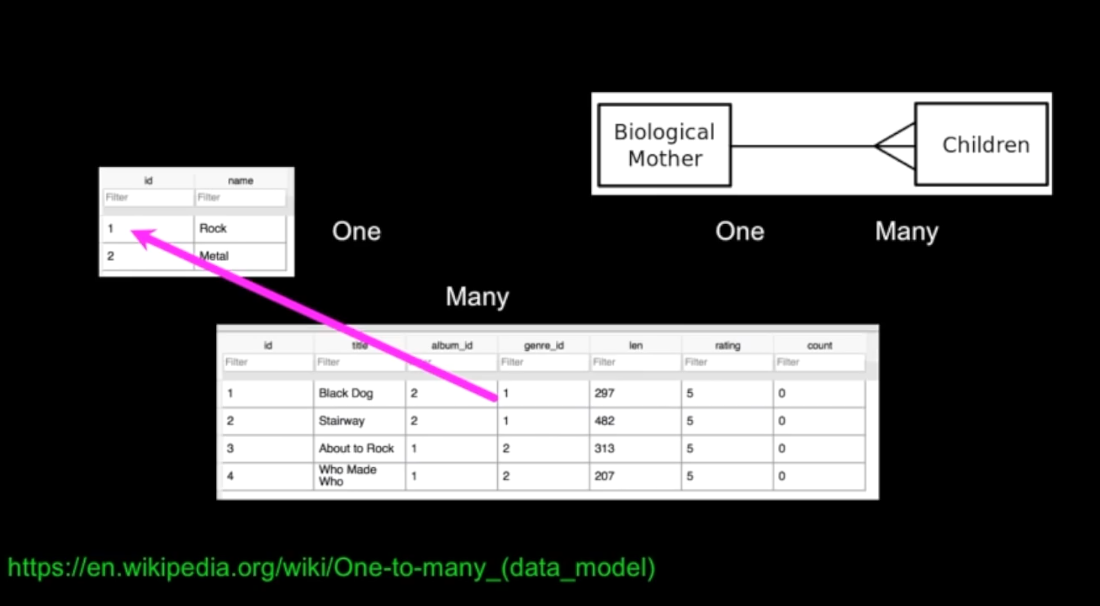 Biological
Mother
Children
One
Many
id name
Filter Filter
1 Rock
2 Metal
One
Many
id title album_id genre_id len rating count
Filter Filter Filter Filter Filter Filter
1 Black Dog 2 1 297 5 0
2 Stairway 2 1 482 5 0
3 About to Rock 1 2 313 5 0
4 Who Made Who 1 2 207 5 0
https://en.wikipedia.org/wiki/One-to-many_(data_model)